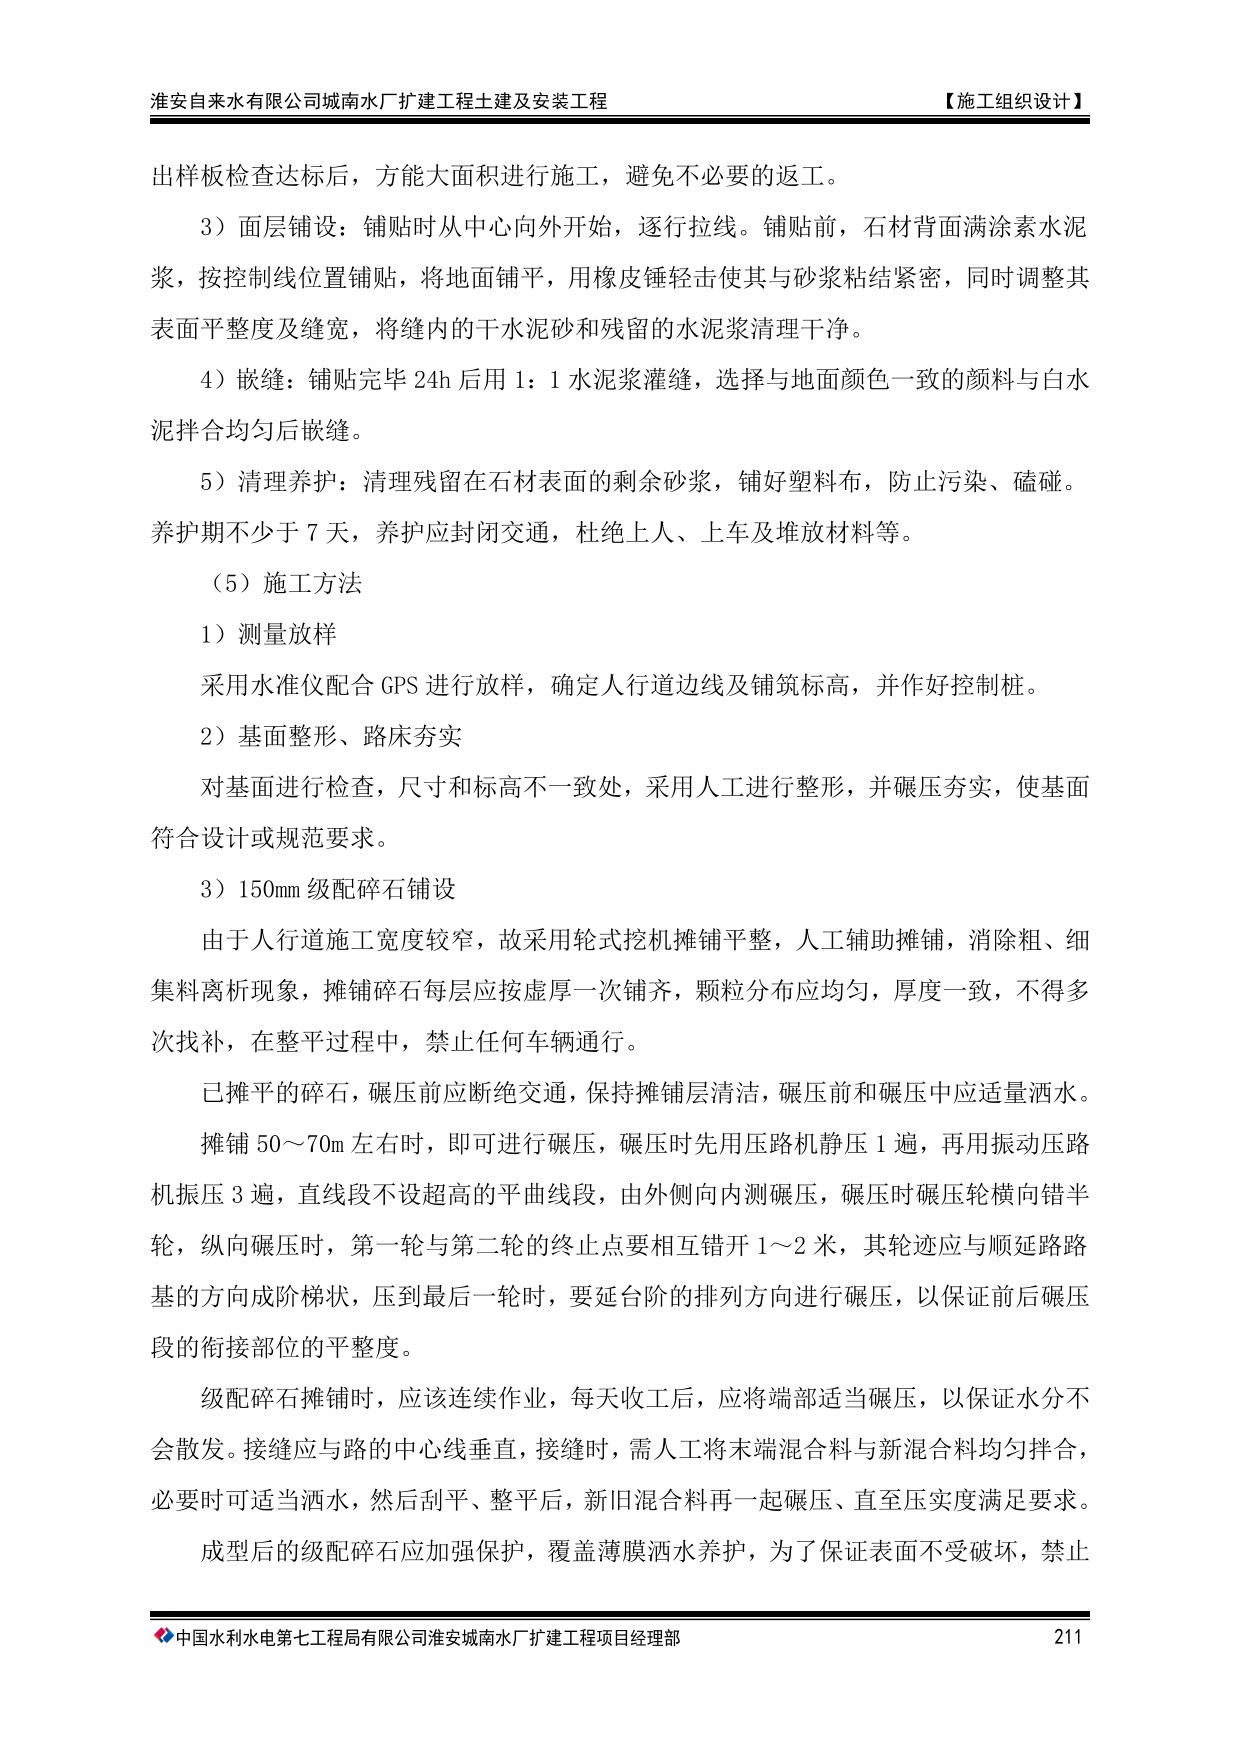 淮安自来水有限公司城南水厂扩建工程土建及安装工程 【施工组织设计】
出样板检查达标后，方能大面积进行施工，避免不必要的返工。
3）面层铺设：铺贴时从中心向外开始，逐行拉线。铺贴前，石材背面满涂素水泥
浆，按控制线位置铺贴，将地面铺平，用橡皮锤轻击使其与砂浆粘结紧密，同时调整其
表面平整度及缝宽，将缝内的干水泥砂和残留的水泥浆清理干净。
4）嵌缝：铺贴完毕 24h 后用 1：1 水泥浆灌缝，选择与地面颜色一致的颜料与白水
泥拌合均匀后嵌缝。
5）清理养护：清理残留在石材表面的剩余砂浆，铺好塑料布，防止污染、磕碰。
养护期不少于 7 天，养护应封闭交通，杜绝上人、上车及堆放材料等。
（5）施工方法
1）测量放样
采用水准仪配合 GPS 进行放样，确定人行道边线及铺筑标高，并作好控制桩。
2）基面整形、路床夯实
对基面进行检查，尺寸和标高不一致处，采用人工进行整形，并碾压夯实，使基面
符合设计或规范要求。
3）150mm 级配碎石铺设
由于人行道施工宽度较窄，故采用轮式挖机摊铺平整，人工辅助摊铺，消除粗、细
集料离析现象，摊铺碎石每层应按虚厚一次铺齐，颗粒分布应均匀，厚度一致，不得多
次找补，在整平过程中，禁止任何车辆通行。
已摊平的碎石，碾压前应断绝交通，保持摊铺层清洁，碾压前和碾压中应适量洒水。
摊铺 50～70m 左右时，即可进行碾压，碾压时先用压路机静压 1 遍，再用振动压路
机振压 3 遍，直线段不设超高的平曲线段，由外侧向内测碾压，碾压时碾压轮横向错半
轮，纵向碾压时，第一轮与第二轮的终止点要相互错开 1～2 米，其轮迹应与顺延路路
基的方向成阶梯状，压到最后一轮时，要延台阶的排列方向进行碾压，以保证前后碾压
段的衔接部位的平整度。
级配碎石摊铺时，应该连续作业，每天收工后，应将端部适当碾压，以保证水分不
会散发。接缝应与路的中心线垂直，接缝时，需人工将末端混合料与新混合料均匀拌合，
必要时可适当洒水，然后刮平、整平后，新旧混合料再一起碾压、直至压实度满足要求。
成型后的级配碎石应加强保护，覆盖薄膜洒水养护，为了保证表面不受破坏，禁止
中国水利水电第七工程局有限公司淮安城南水厂扩建工程项目经理部 211